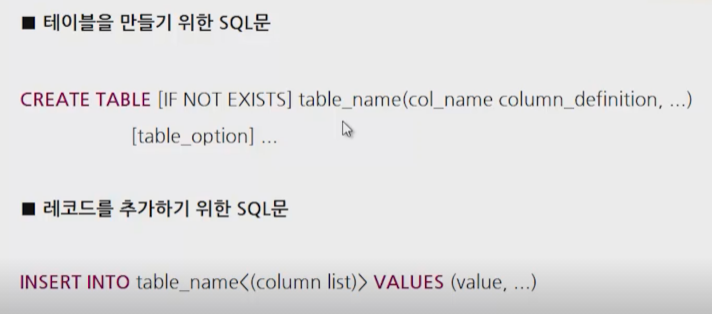 ■ 테이블을 만들기 위한 SQL문
CREATE TABLE [IF NOT EXISTS] table_name(col_name column_definition, ...)
[table_option] ...
■ 레코드를 추가하기 위한 SQL문
INSERT INTO table_name<(column list)> VALUES (value, ...)